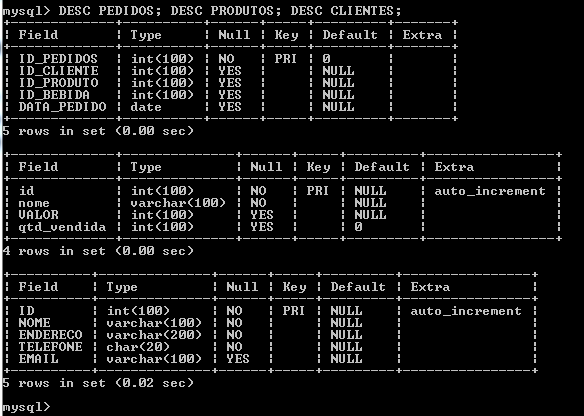 mysql> DESC PEDIDOS; DESC PRODUTOS; DESC CLIENTES;
+-------------+----------+------+-----+---------+-------+
| Field       | Type     | Null | Key | Default | Extra |
+-------------+----------+------+-----+---------+-------+
| ID_PEDIDOS  | int(100) | NO   | PRI | 0       |       |
| ID_CLIENTE  | int(100) | YES  |     | NULL    |       |
| ID_PRODUTO  | int(100) | YES  |     | NULL    |       |
| ID_BEBIDA   | int(100) | YES  |     | NULL    |       |
| DATA_PEDIDO | date     | YES  |     | NULL    |       |
+-------------+----------+------+-----+---------+-------+
5 rows in set (0.00 sec)
+-------------+--------------+------+-----+---------+----------------+
| Field       | Type         | Null | Key | Default | Extra          |
+-------------+--------------+------+-----+---------+----------------+
| id          | int(100)     | NO   | PRI | NULL    | auto_increment |
| nome        | varchar(100) | NO   |     | NULL    |                |
| VALOR       | int(100)     | YES  |     | NULL    |                |
| qtd_vendida | int(100)     | YES  |     | 0       |                |
+-------------+--------------+------+-----+---------+----------------+
4 rows in set (0.00 sec)
+----------+--------------+------+-----+---------+----------------+
| Field    | Type         | Null | Key | Default | Extra          |
+----------+--------------+------+-----+---------+----------------+
| ID       | int(100)     | NO   | PRI | NULL    | auto_increment |
| NOME     | varchar(100) | NO   |     | NULL    |                |
| ENDERECO | varchar(200) | NO   |     | NULL    |                |
| TELEFONE | char(20)     | NO   |     | NULL    |                |
| EMAIL    | varchar(100) | YES  |     | NULL    |                |
+----------+--------------+------+-----+---------+----------------+
5 rows in set (0.02 sec)
mysql>